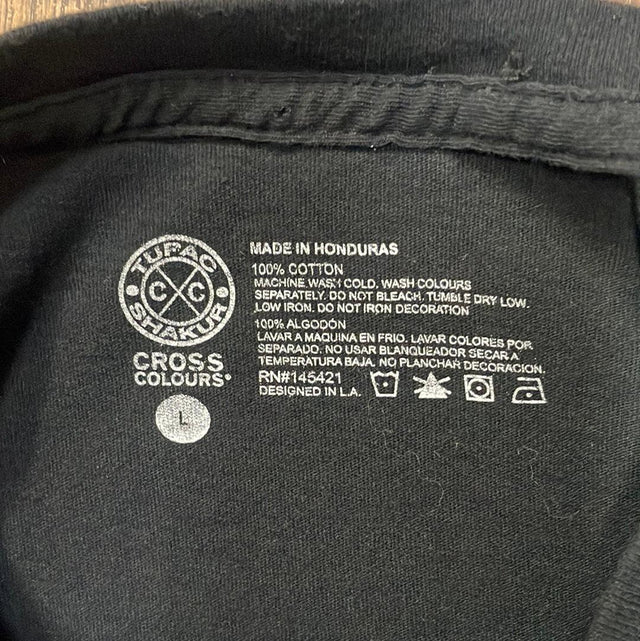 TUPAC
C C
SHAKUR
CROSS
COLOURS®
L
MADE IN HONDURAS
100% COTTON
MACHINE WASH COLD. WASH COLOURS
SEPARATELY. DO NOT BLEACH. TUMBLE DRY LOW.
LOW IRON. DO NOT IRON DECORATION
100% ALGODÓN
LAVAR A MAQUINA EN FRIO. LAVAR COLORES POR
SEPARADO. NO USAR BLANQUEADOR SECAR A
TEMPERATURA BAJA. NO PLANCHAR DECORACION.
RN#145421
DESIGNED IN L.A.